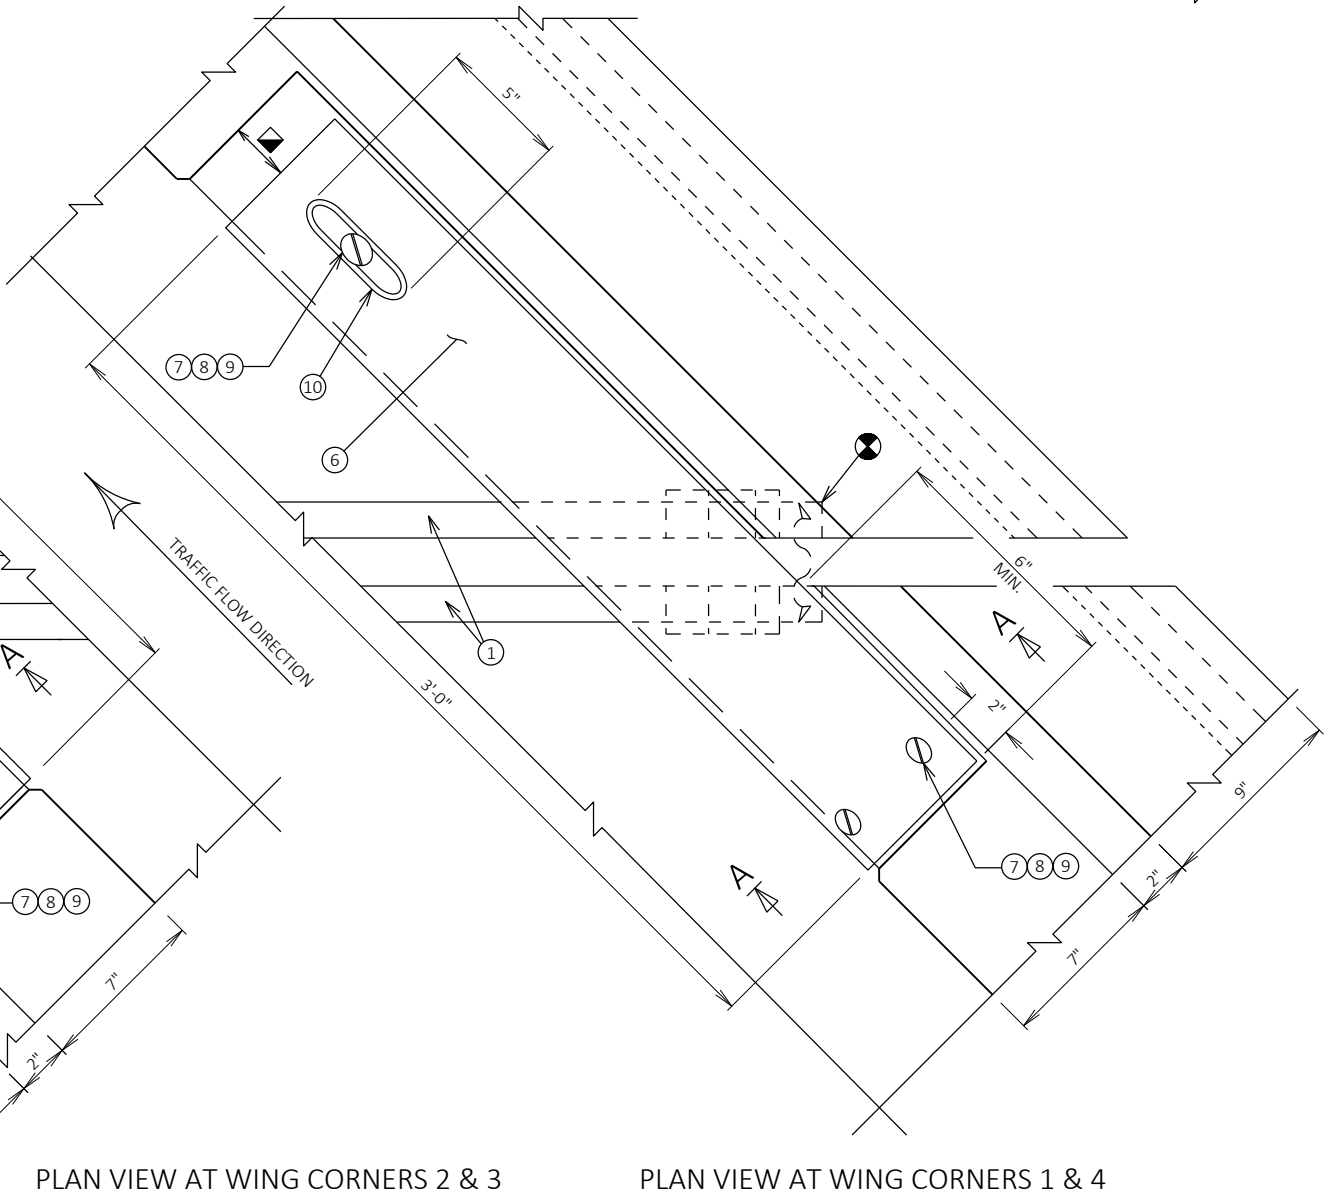 5"
7 8 9
10
6
6"
MIN.
TRAFFIC FLOW DIRECTION
A
A
1
3'-0"
2"
9"
A
7 8 9
7 8 9
2"
7"
7"
2"
PLAN VIEW AT WING CORNERS 2 & 3
PLAN VIEW AT WING CORNERS 1 & 4